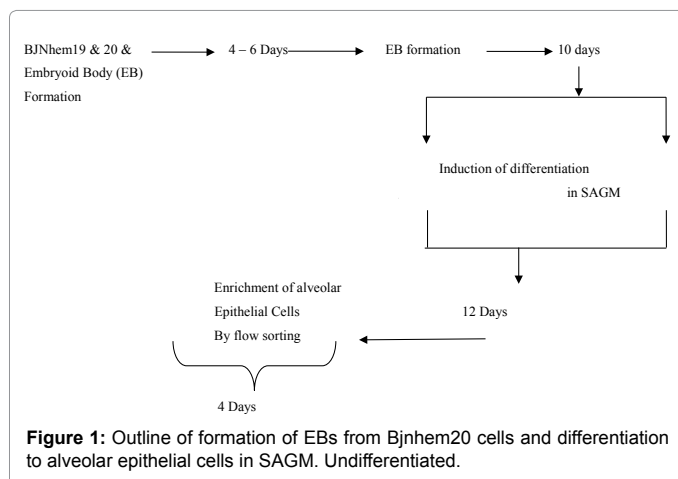 BJNhem19 & 20 & 4 – 6 Days EB formation 10 days
Embryoid Body (EB)
Formation
Induction of differentiation
in SAGM
Enrichment of alveolar
Epithelial Cells 12 Days
By flow sorting
4 Days
Figure 1: Outline of formation of EBs from Bjnhem20 cells and differentiation
to alveolar epithelial cells in SAGM. Undifferentiated.